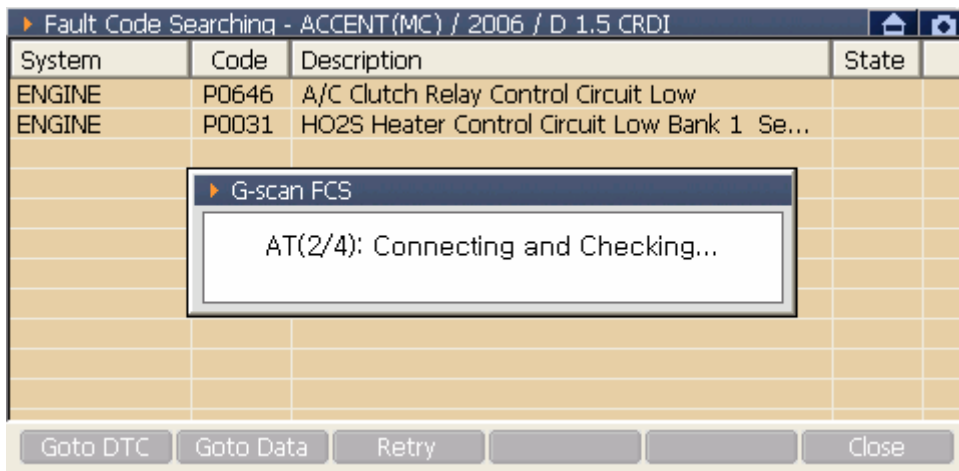 Fault Code Searching - ACCENT(MC) / 2006 / D 1.5 CRDI
System Code Description State
ENGINE P0646 A/C Clutch Relay Control Circuit Low
ENGINE P0031 HO2S Heater Control Circuit Low Bank 1 Se...
G-scan FCS
AT(2/4): Connecting and Checking...
Goto DTC Goto Data Retry Close